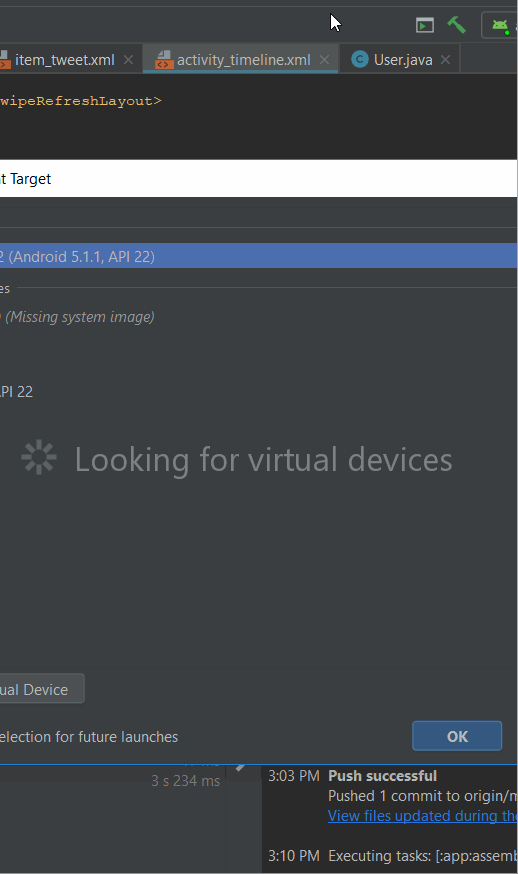 item_tweet.xml
activity_timeline.xml
User.java
wipeRefreshLayout>
t Target
2 (Android 5.1.1, API 22)
es
(Missing system image)
API 22
Looking for virtual devices
ual Device
election for future launches
OK
3 s 234 ms
3:03 PM Push successful
Pushed 1 commit to origin/m
View files updated during the
3:10 PM Executing tasks: [:app:assemb